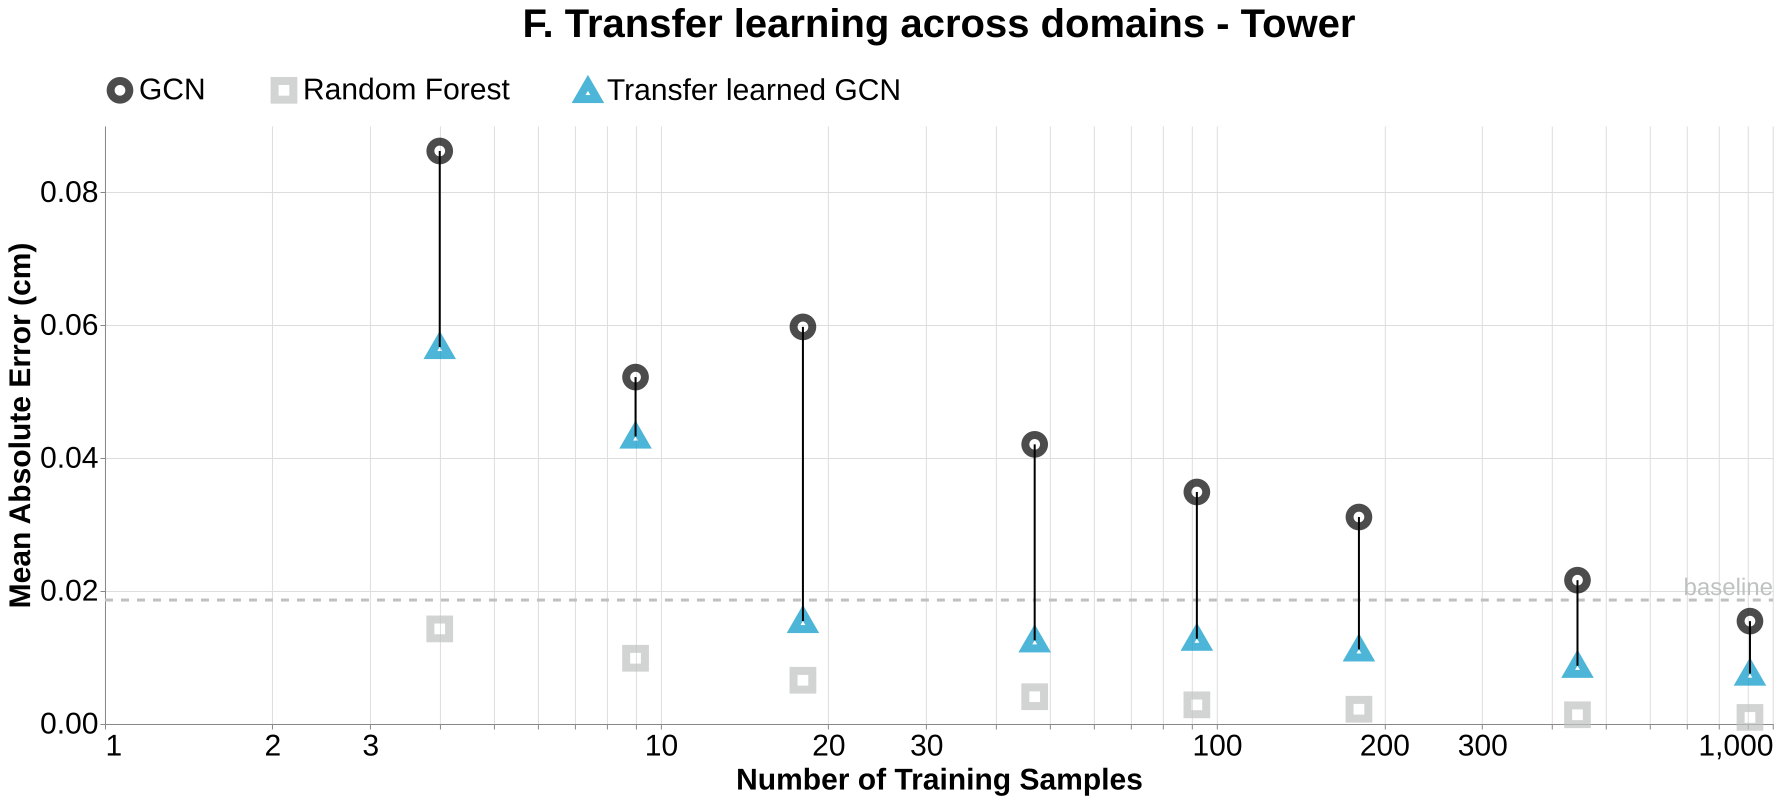 F. Transfer learning across domains - Tower
GCN Random Forest Transfer learned GCN
Mean Absolute Error (cm)
0.08
0.06
0.04
0.02
0.00
baseline
1 2 3 10 20 30 100 200 300 1,000
Number of Training Samples